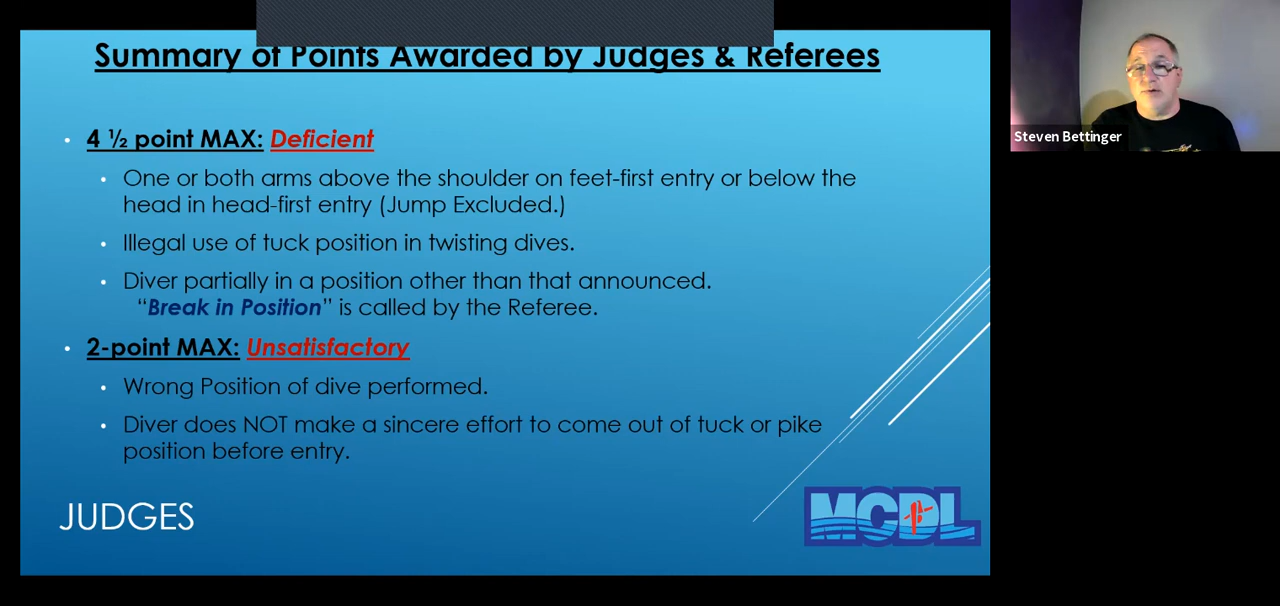 Summary of Points Awarded by Judges & Referees
4 ½ point MAX: Deficient
One or both arms above the shoulder on feet-first entry or below the
head in head-first entry (Jump Excluded.)
Illegal use of tuck position in twisting dives.
Diver partially in a position other than that announced.
“Break in Position” is called by the Referee.
2-point MAX: Unsatisfactory
Wrong Position of dive performed.
Diver does NOT make a sincere effort to come out of tuck or pike
position before entry.
JUDGES
MCDL
Steven Bettinger